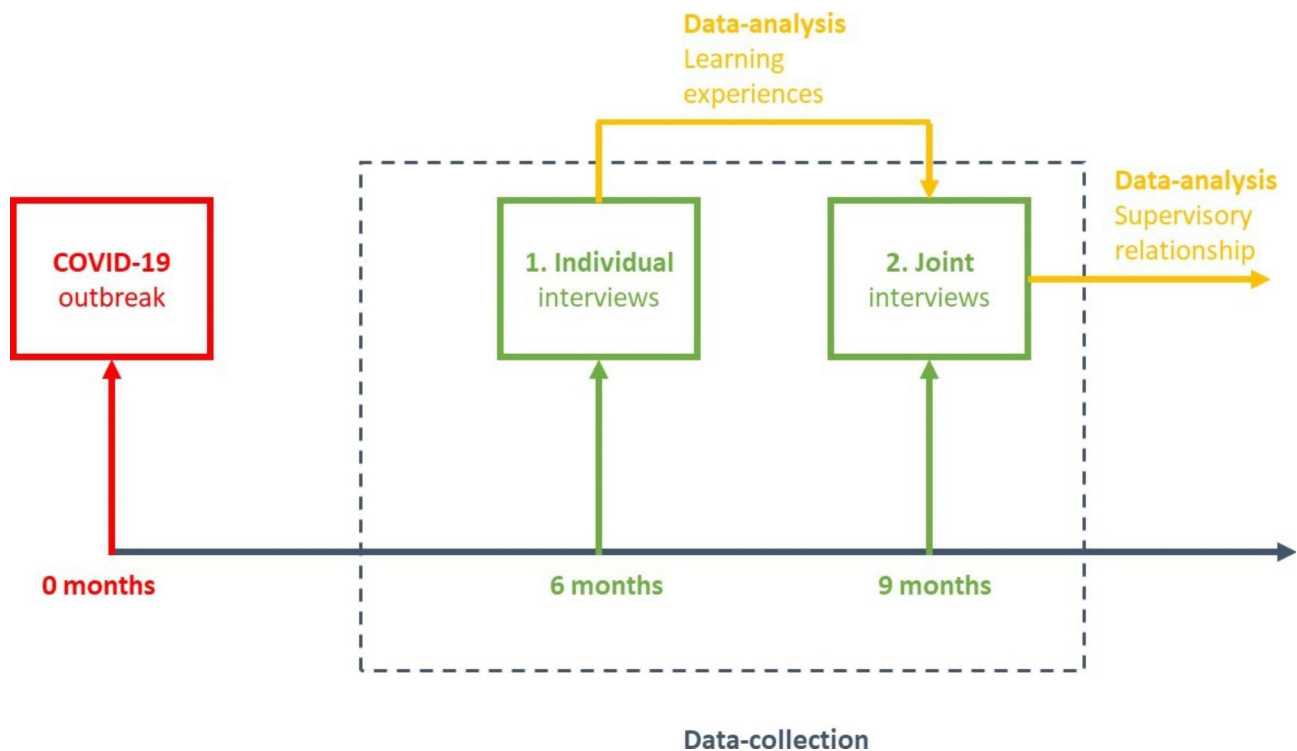 Data-analysis
Learning
experiences
Data-analysis
Supervisory
relationship
COVID-19
outbreak
1. Individual
interviews
2. Joint
interviews
0 months
6 months
9 months
Data-collection